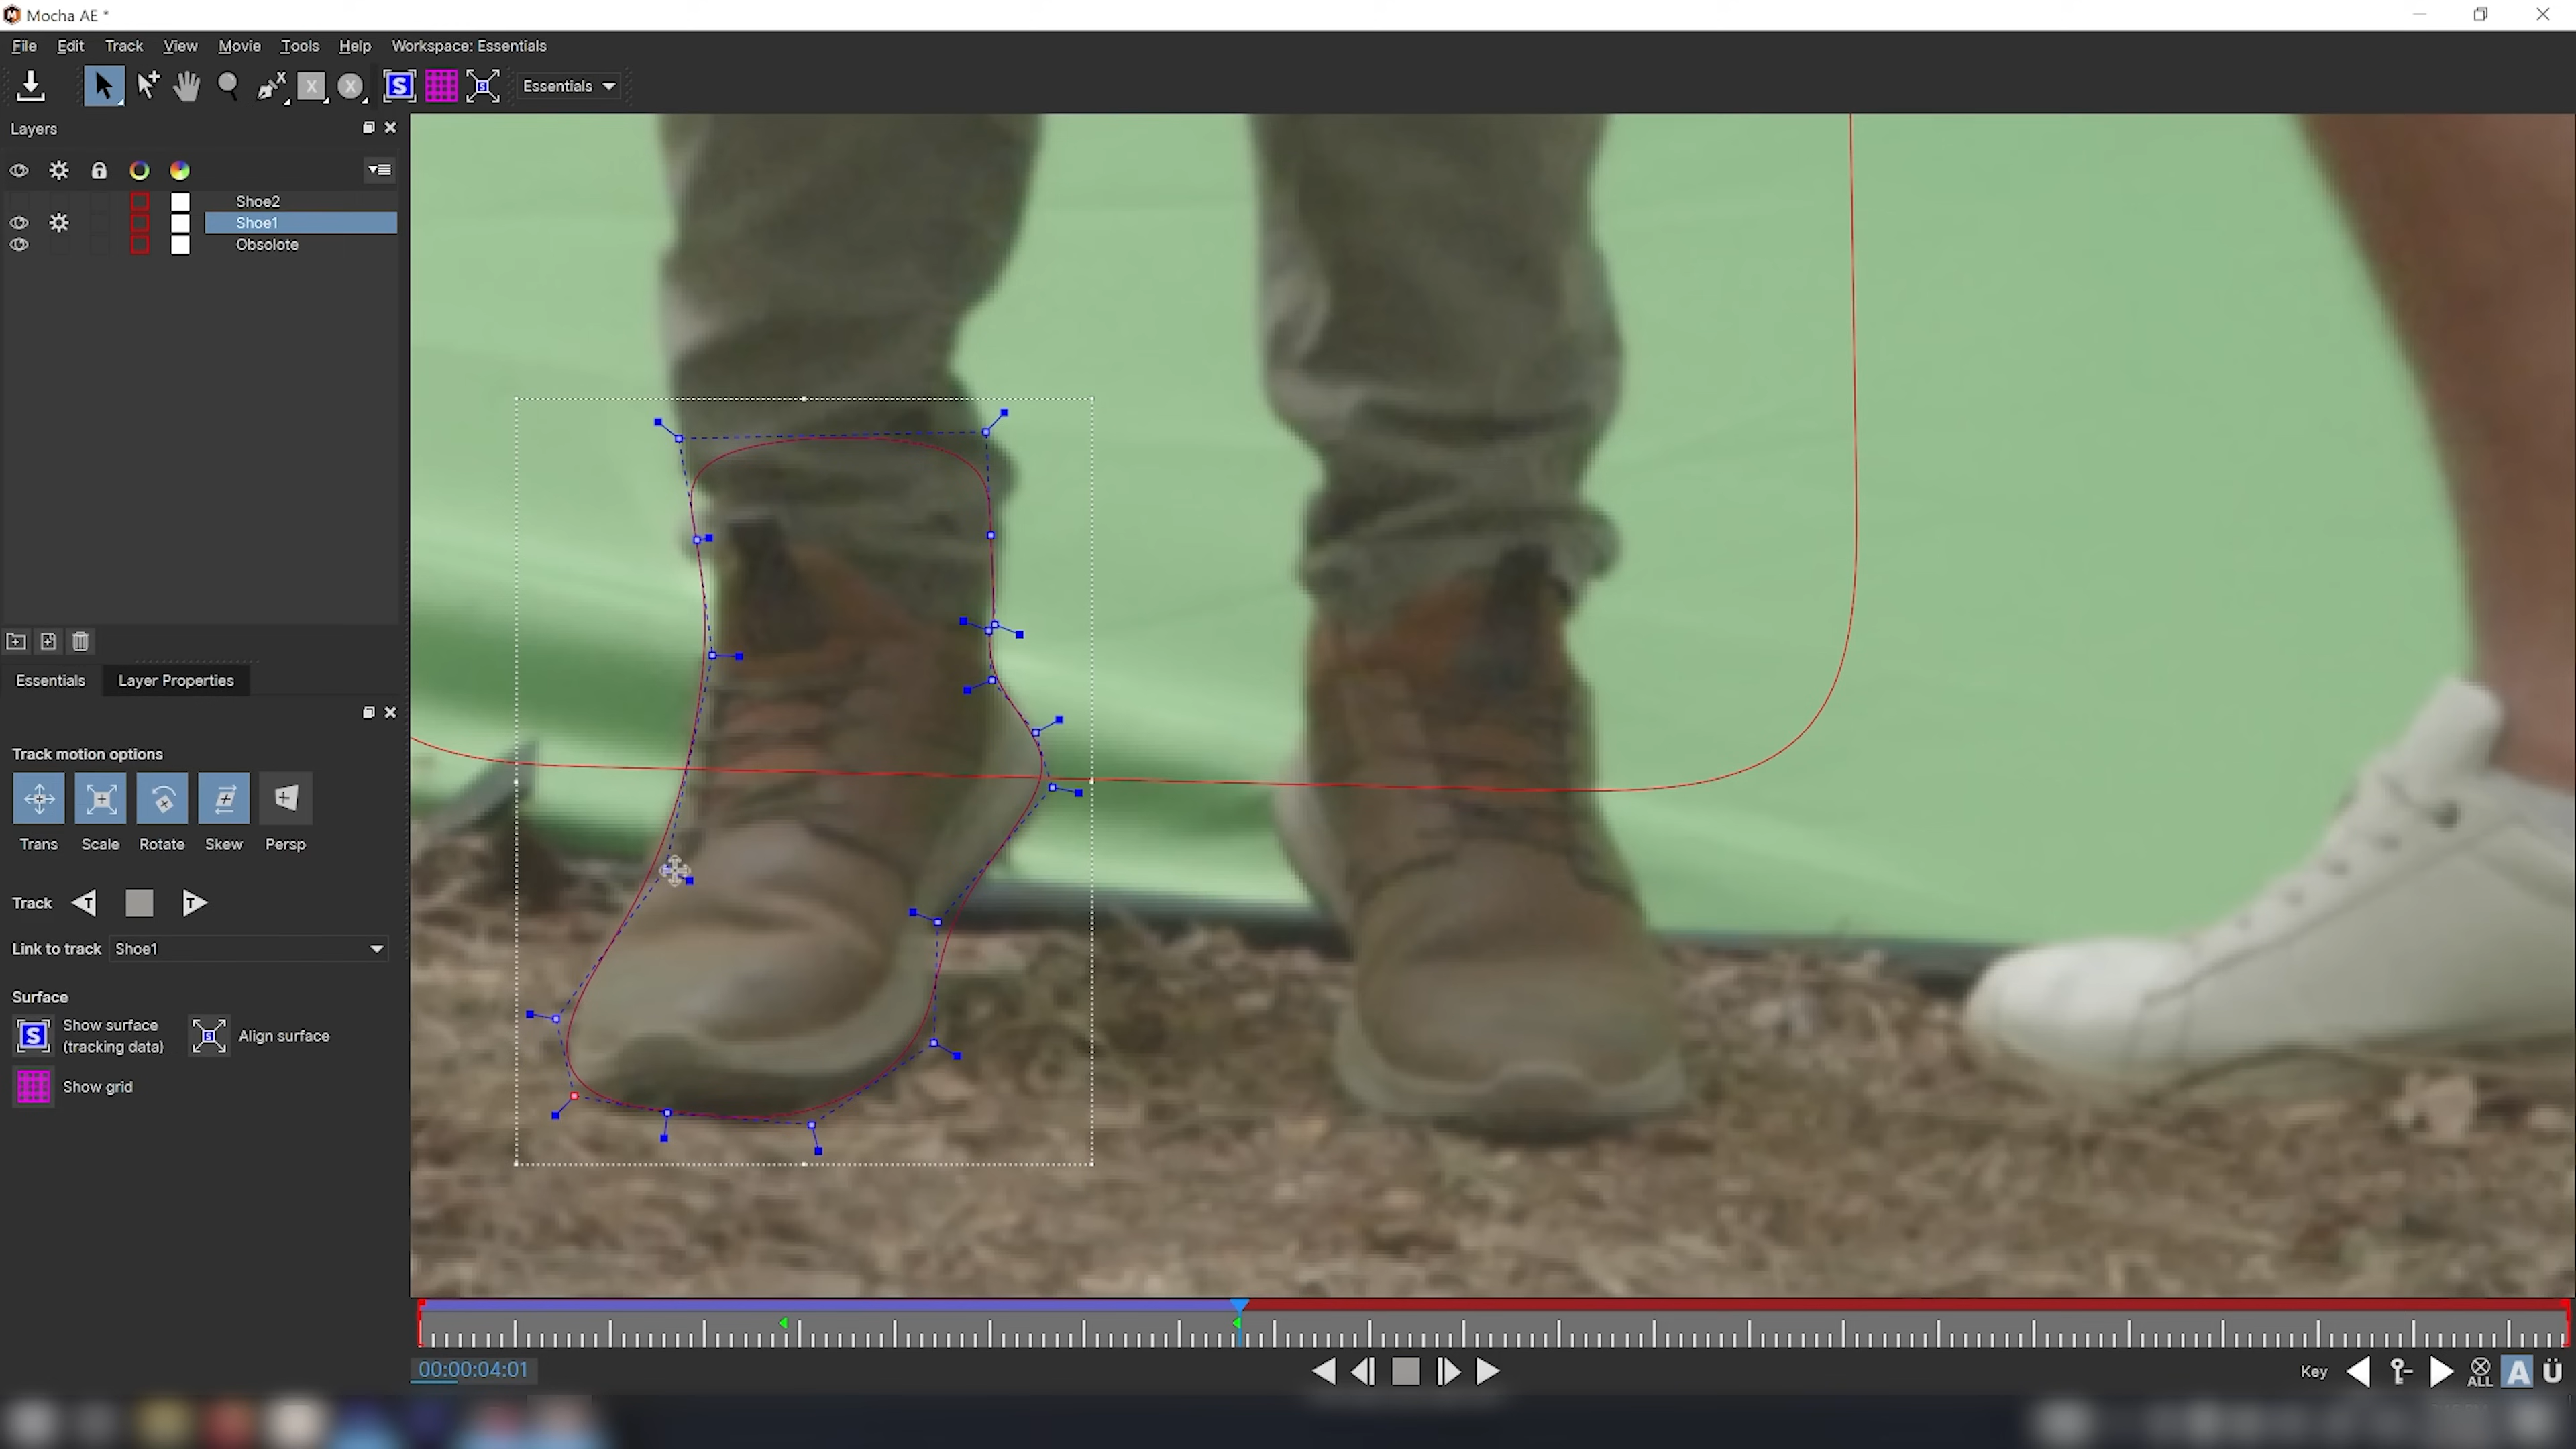 Mocha AE *
File Edit Track View Movie Tools Help Workspace: Essentials
S S Essentials
Layers
Shoe2
Shoe1
Obsolote
Essentials Layer Properties
Track motion options
Trans Scale Rotate Skew Persp
Track T T
Link to track Shoe1
Surface
S Show surface (tracking data) S Align surface
Show grid
00:00:04:01
Key ALL A Ü